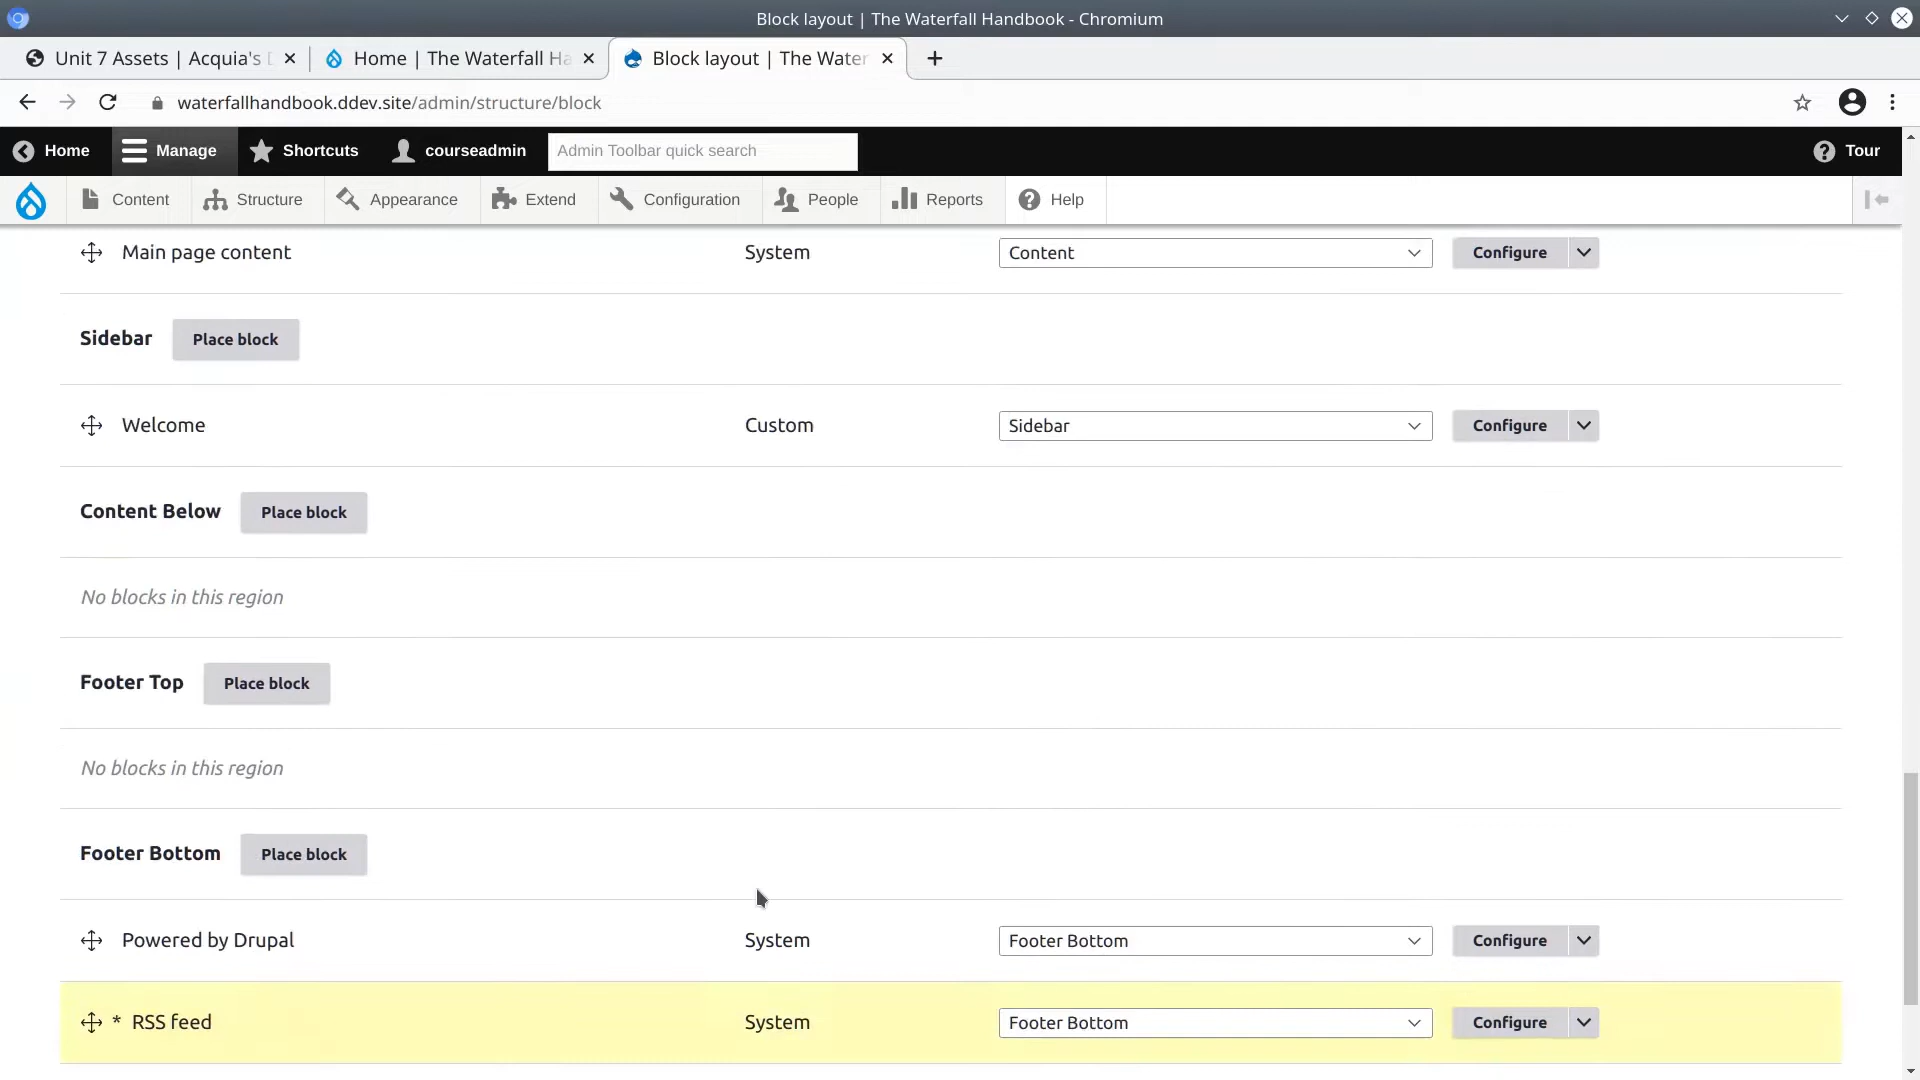 Block layout | The Waterfall Handbook - Chromium
Unit 7 Assets | Acquia's D
Home | The Waterfall Ha
Block layout | The Water
waterfallhandbook.ddev.site/admin/structure/block
Home Manage Shortcuts courseadmin Admin Toolbar quick search Tour
Content Structure Appearance Extend Configuration People Reports Help
Main page content System Content Configure
Sidebar Place block
Welcome Custom Sidebar Configure
Content Below Place block
No blocks in this region
Footer Top Place block
No blocks in this region
Footer Bottom Place block
Powered by Drupal System Footer Bottom Configure
* RSS feed System Footer Bottom Configure